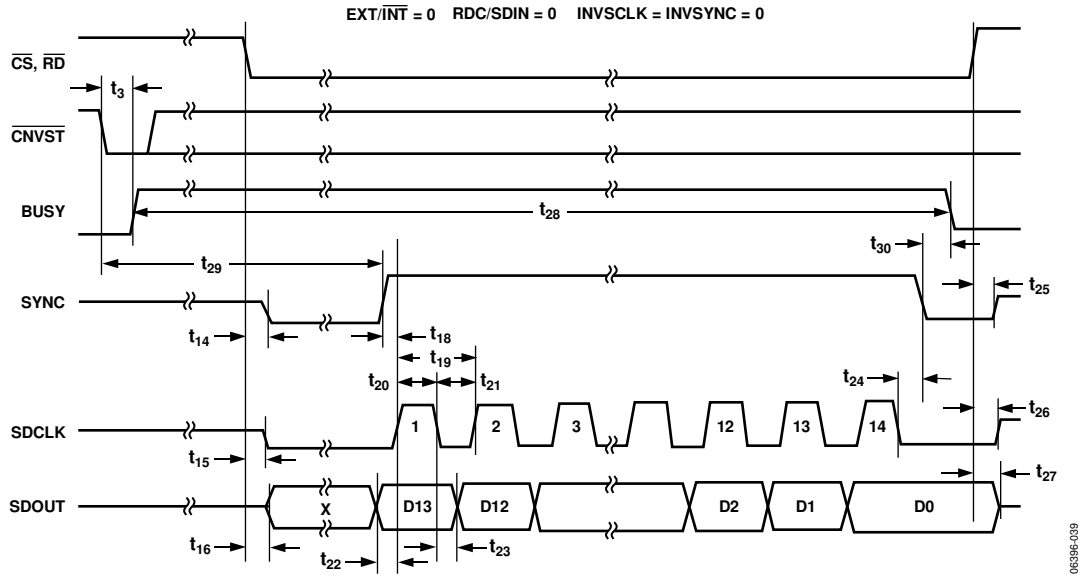 EXT/INT = 0 RDC/SDIN = 0 INVSCLK = INVSYNC = 0
CS, RD
t3
CNVST
BUSY
t28
t30
t29
SYNC
t25
t14
t18
t19
t20
t21
t24
t26
SDCLK
1
2
3
12
13
14
t15
t27
SDOUT
X
D13
D12
D2
D1
D0
t16
t22
t23
06396-039